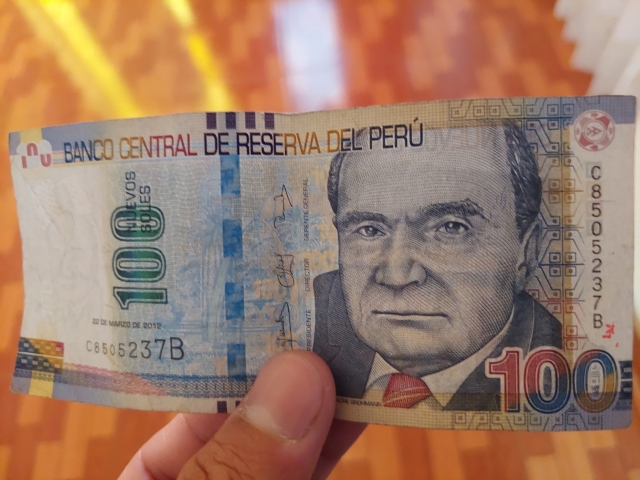 100
BANCO CENTRAL DE RESERVA DEL PERÚ
100
NUEVOS
SOLES
22 DE MARZO DE 2012
C8505237B
PRESIDENTE
DIRECTOR
GERENTE GENERAL
C8505237B
100